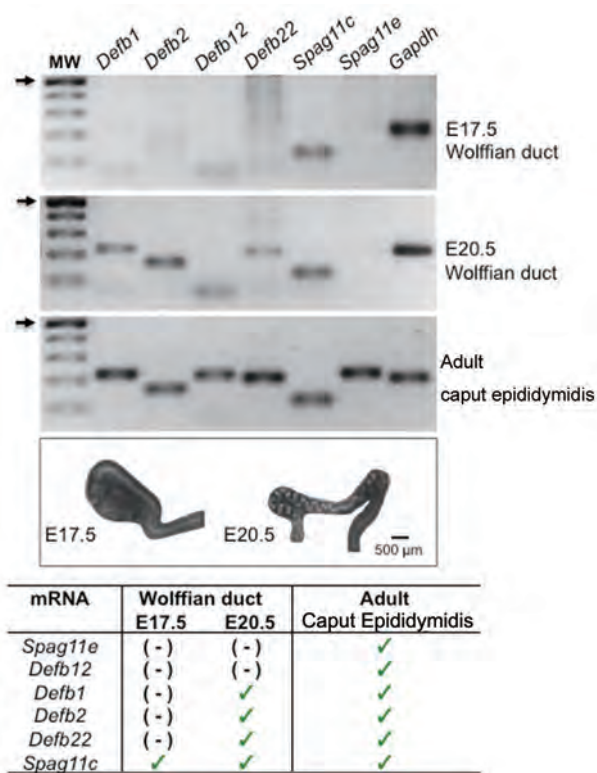 MW Defb1 Defb2 Defb12 Defb22 Spag11c Spag11e Gapdh
E17.5
Wolffian duct
E20.5
Wolffian duct
Adult
caput epididymidis
E17.5 E20.5 500 µm
mRNA Wolffian duct Adult
E17.5 E20.5 Caput Epididymidis
Spag11e (-) (-) ✓
Defb12 (-) (-) ✓
Defb1 (-) ✓ ✓
Defb2 (-) ✓ ✓
Defb22 (-) ✓ ✓
Spag11c ✓ ✓ ✓